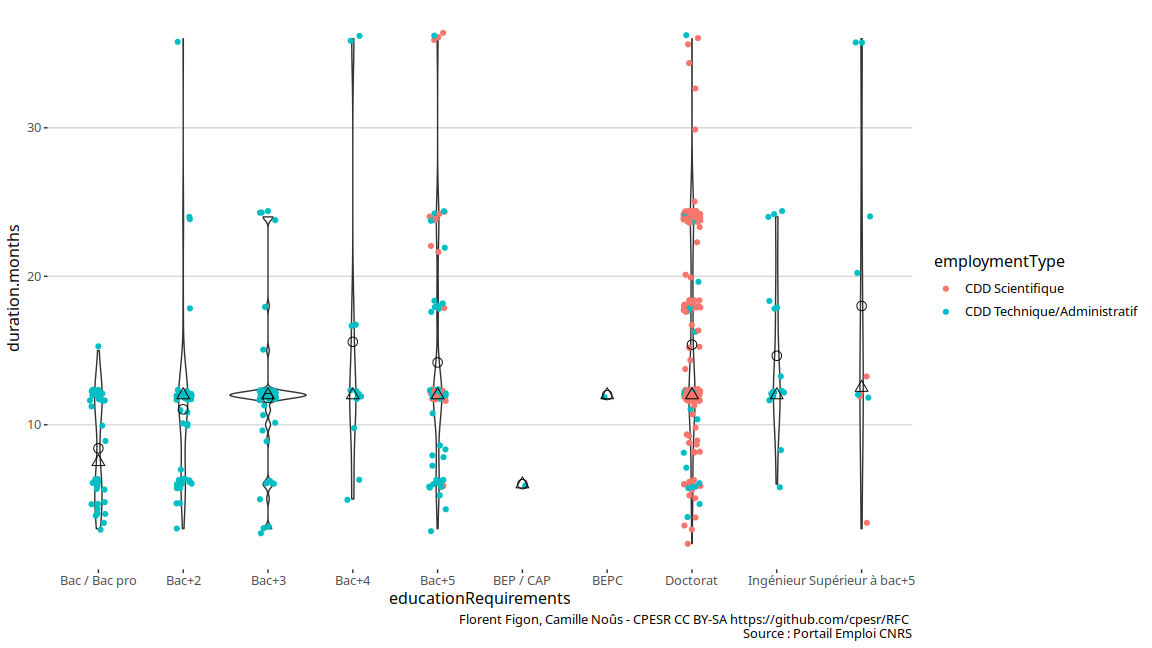 duration.months
30
20
10
Bac / Bac pro
Bac+2
Bac+3
Bac+4
Bac+5
BEP / CAP
BEPC
Doctorat
Ingénieur
Supérieur à bac+5
educationRequirements
employmentType
CDD Scientifique
CDD Technique/Administratif
Florent Figon, Camille Noûs - CPESR CC BY-SA https://github.com/cpesr/RFC
Source : Portail Emploi CNRS